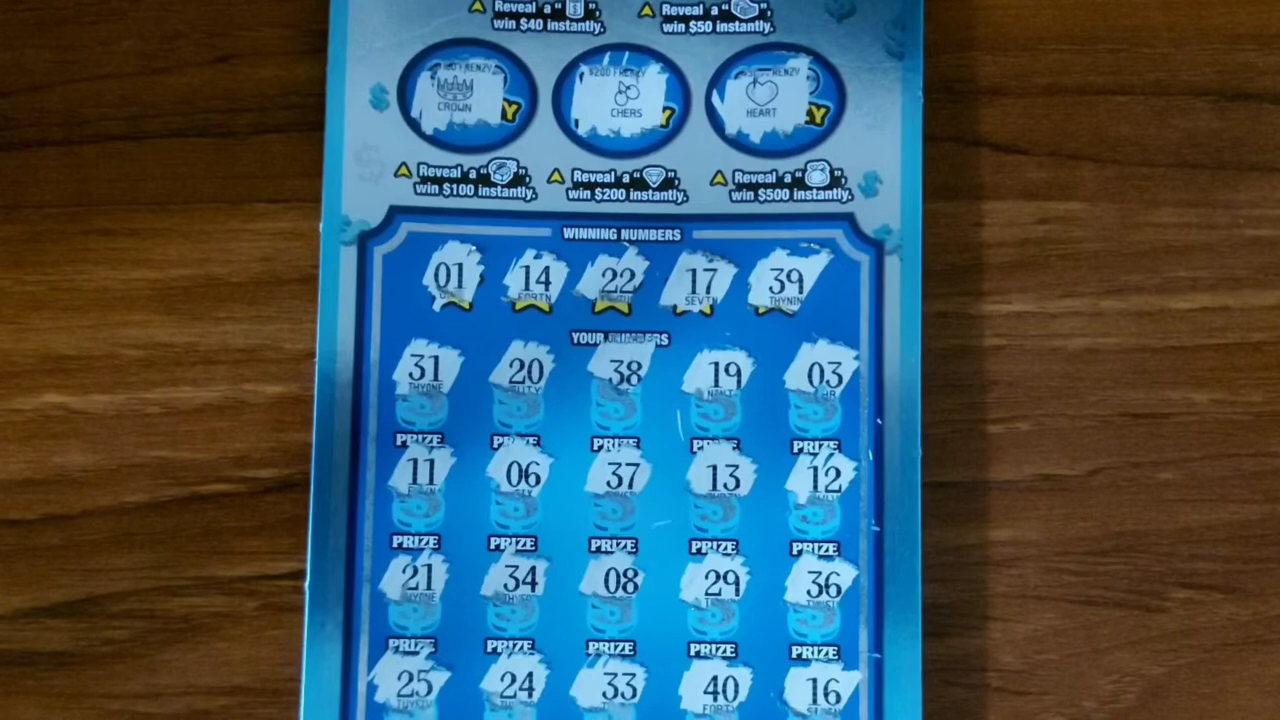 Reveal a " ", Reveal a " ",
win $40 instantly. win $50 instantly.
$200 FRENZY
CROWN CHERS HEART
Reveal a " ", Reveal a " ", Reveal a " ",
win $100 instantly. win $200 instantly. win $500 instantly.
WINNING NUMBERS
01 14 22 17 39
FORTN SEVTN THYNIN
YOUR NUMBERS
31 20 38 19 03
THYONE
PRIZE PRIZE PRIZE PRIZE PRIZE
11 06 37 13 12
PRIZE PRIZE PRIZE PRIZE PRIZE
21 34 08 29 36
PRIZE PRIZE PRIZE PRIZE PRIZE
25 24 33 40 16
FORTY